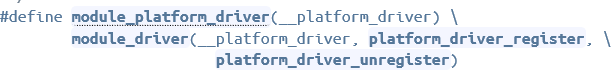 #define module_platform_driver(__platform_driver) \
module_driver(__platform_driver, platform_driver_register, \
platform_driver_unregister)